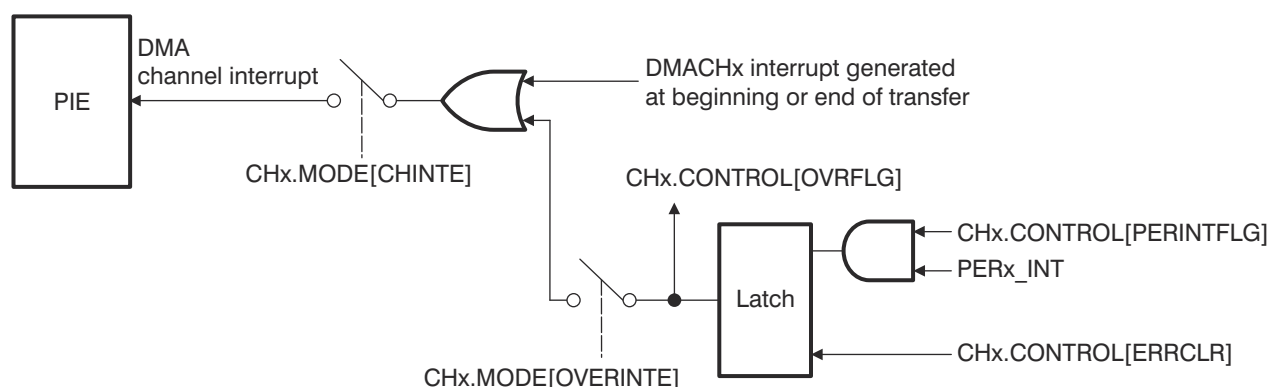 DMA
channel interrupt
PIE
DMACHx interrupt generated
at beginning or end of transfer
CHx.MODE[CHINTE]
CHx.CONTROL[OVRFLG]
CHx.CONTROL[PERINTFLG]
PERx_INT
Latch
CHx.CONTROL[ERRCLR]
CHx.MODE[OVERINTE]